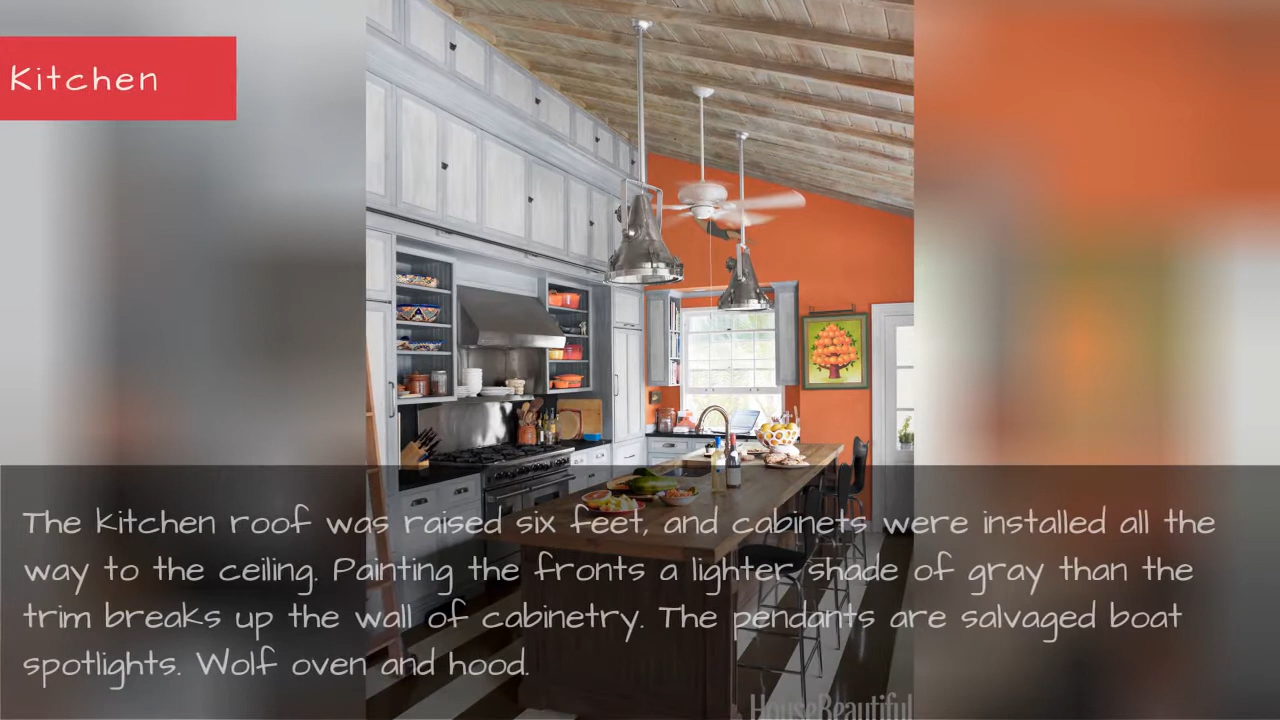 Kitchen
The kitchen roof was raised six feet, and cabinets were installed all the
way to the ceiling. Painting the fronts a lighter shade of gray than the
trim breaks up the wall of cabinetry. The pendants are salvaged boat
spotlights. Wolf oven and hood.
HouseBeautiful